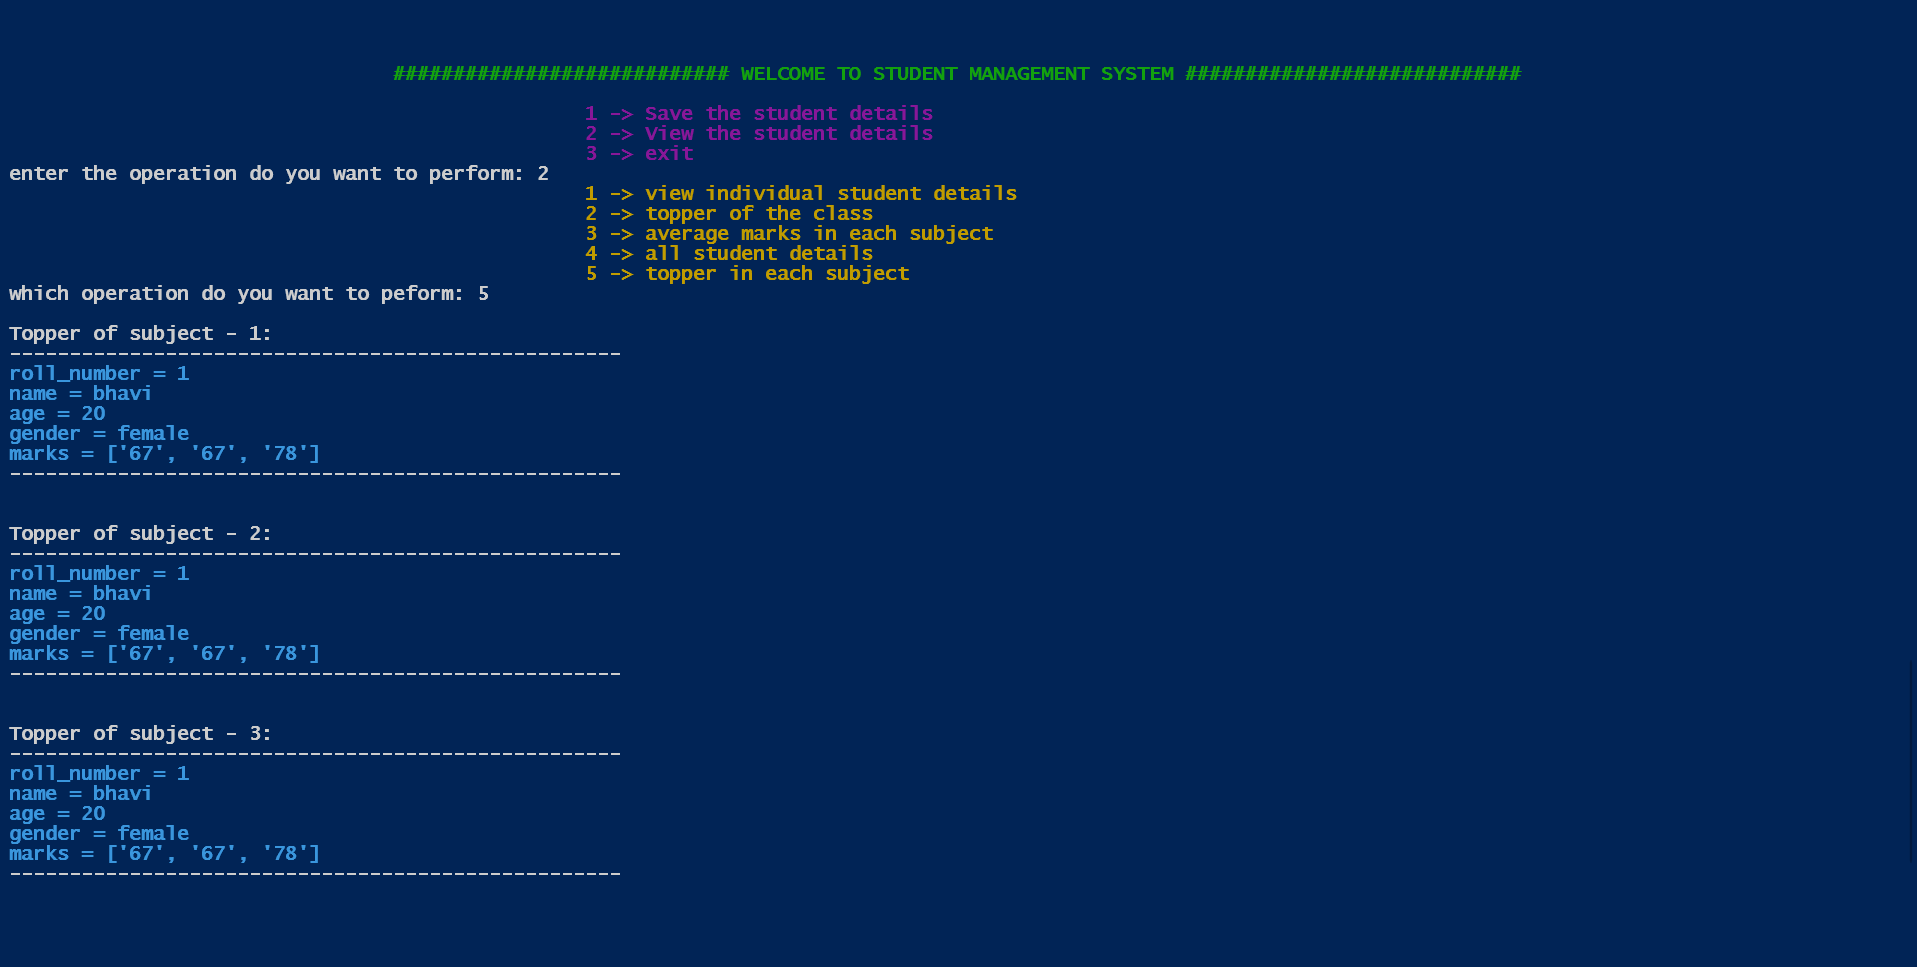 ############################ WELCOME TO STUDENT MANAGEMENT SYSTEM ############################
1 -> Save the student details
2 -> View the student details
3 -> exit
enter the operation do you want to perform: 2
1 -> view individual student details
2 -> topper of the class
3 -> average marks in each subject
4 -> all student details
5 -> topper in each subject
which operation do you want to peform: 5
Topper of subject - 1:
---------------------------------------------------
roll_number = 1
name = bhavi
age = 20
gender = female
marks = ['67', '67', '78']
---------------------------------------------------
Topper of subject - 2:
---------------------------------------------------
roll_number = 1
name = bhavi
age = 20
gender = female
marks = ['67', '67', '78']
---------------------------------------------------
Topper of subject - 3:
---------------------------------------------------
roll_number = 1
name = bhavi
age = 20
gender = female
marks = ['67', '67', '78']
---------------------------------------------------